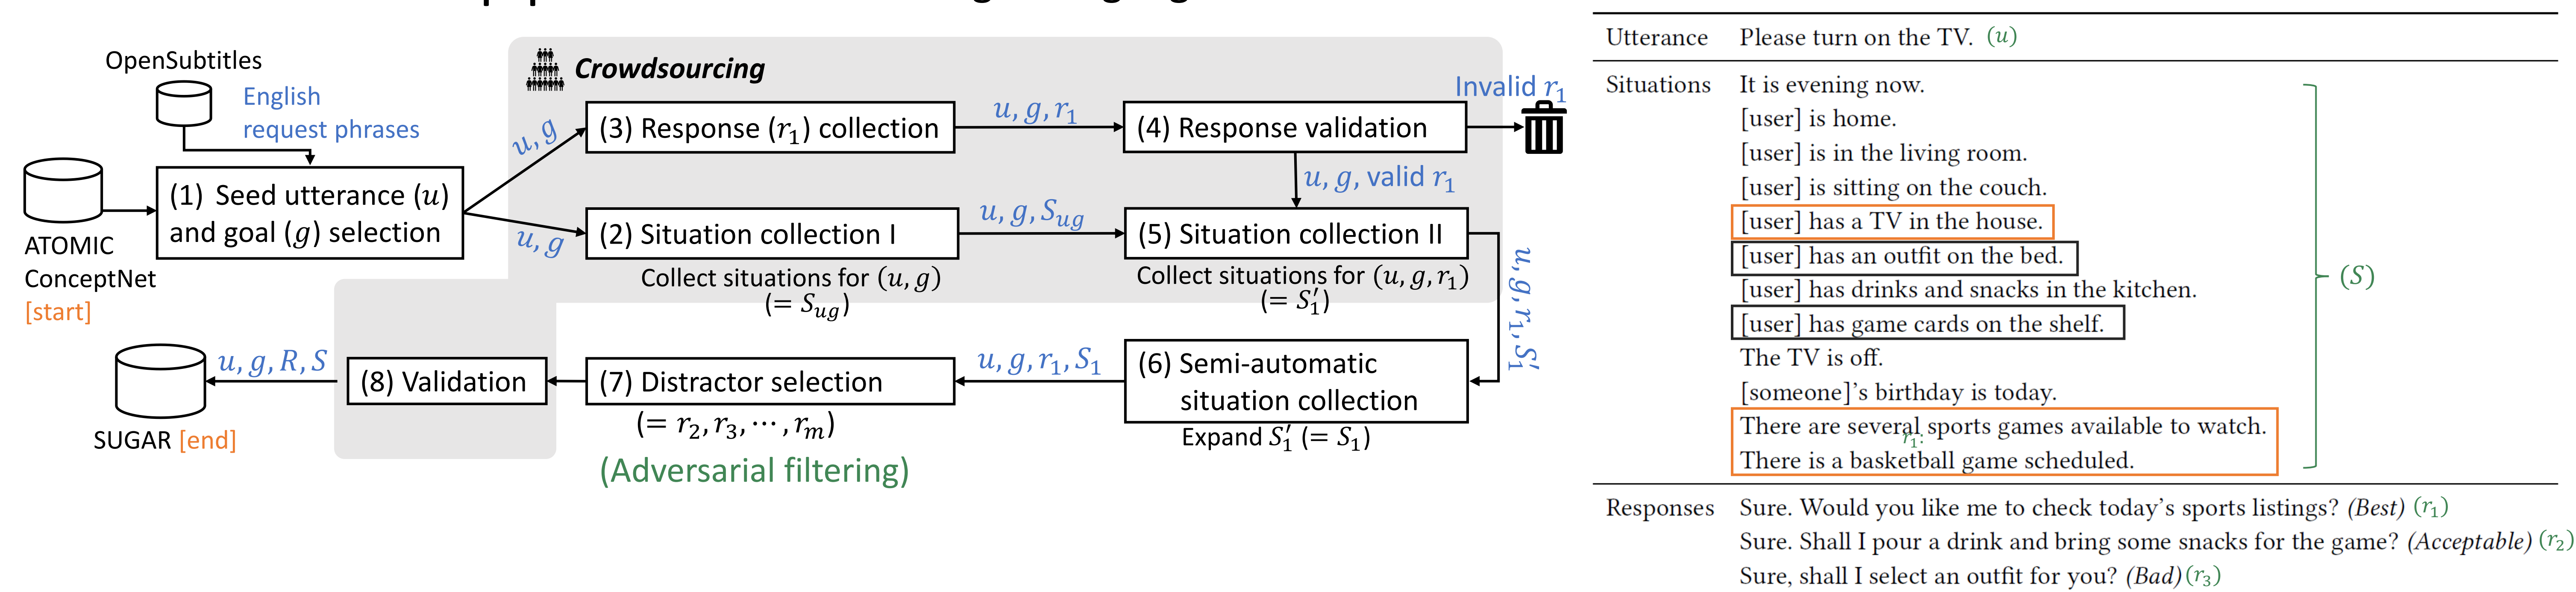 OpenSubtitles
English
request phrases
ATOMIC
ConceptNet
[start]
(1) Seed utterance (u)
and goal (g) selection
Crowdsourcing
u, g
(3) Response (r₁) collection
u, g, r₁
(4) Response validation
Invalid r₁
u, g, valid r₁
u, g
(2) Situation collection I
Collect situations for (u, g)
(= Sᵤg)
u, g, Sᵤg
(5) Situation collection II
Collect situations for (u, g, r₁)
(= S₁′)
u, g, r₁, S₁′
(6) Semi-automatic
situation collection
Expand S₁′ (= S₁)
u, g, r₁, S₁
(7) Distractor selection
(= r₂, r₃, ⋯, rₘ)
(Adversarial filtering)
(8) Validation
u, g, R, S
SUGAR [end]
Utterance Please turn on the TV. (u)
Situations It is evening now.
[user] is home.
[user] is in the living room.
[user] is sitting on the couch.
[user] has a TV in the house.
[user] has an outfit on the bed.
[user] has drinks and snacks in the kitchen.
[user] has game cards on the shelf.
The TV is off.
[someone]'s birthday is today.
There are several sports games available to watch.
r₁:
There is a basketball game scheduled.
(S)
Responses Sure. Would you like me to check today's sports listings? (Best) (r₁)
Sure. Shall I pour a drink and bring some snacks for the game? (Acceptable) (r₂)
Sure, shall I select an outfit for you? (Bad) (r₃)